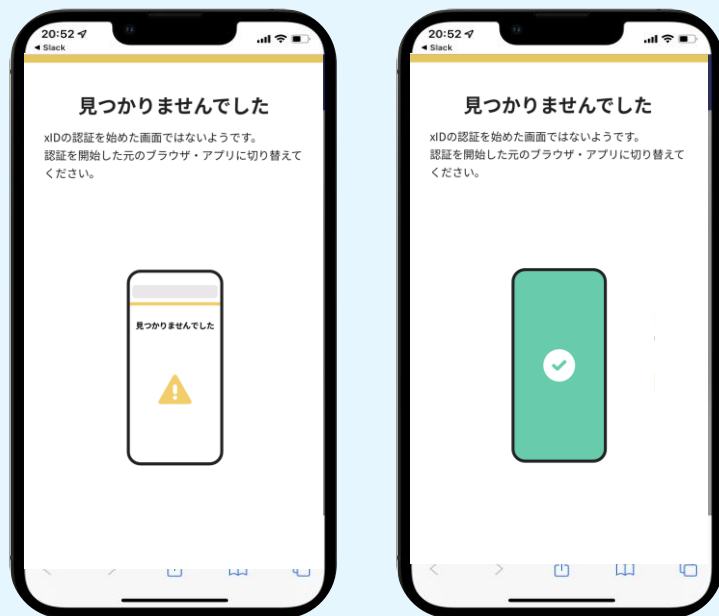 20:52
Slack
見つかりませんでした
xIDの認証を始めた画面ではないようです。
認証を開始した元のブラウザ・アプリに切り替えて
ください。
見つかりませんでした
20:52
Slack
見つかりませんでした
xIDの認証を始めた画面ではないようです。
認証を開始した元のブラウザ・アプリに切り替えて
ください。